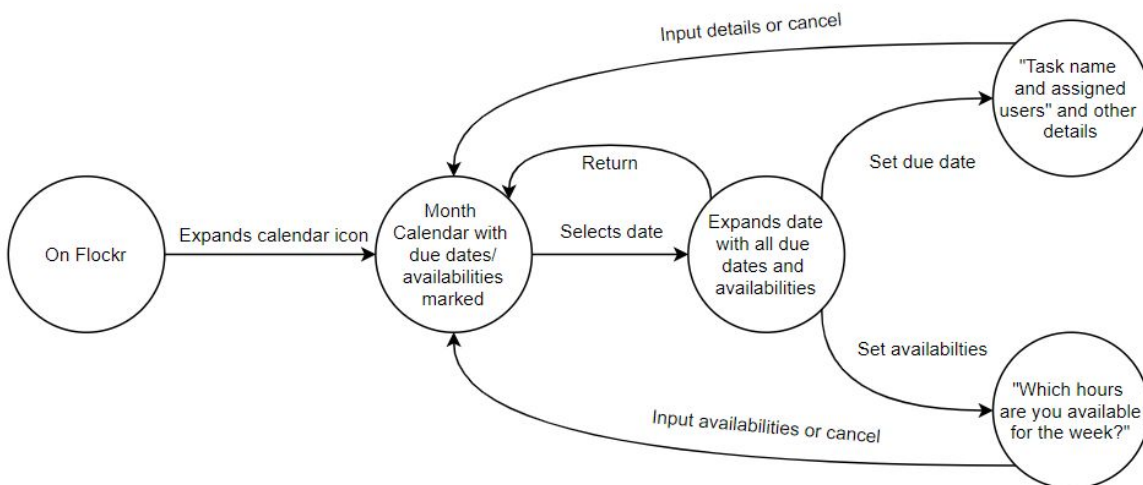 Input details or cancel
"Task name
and assigned
users" and other
details
Return
Set due date
On Flockr
Expands calendar icon
Month
Calendar with
due dates/
availabilities
marked
Selects date
Expands date
with all due
dates and
availabilities
Set availabilties
Input availabilities or cancel
"Which hours
are you available
for the week?"